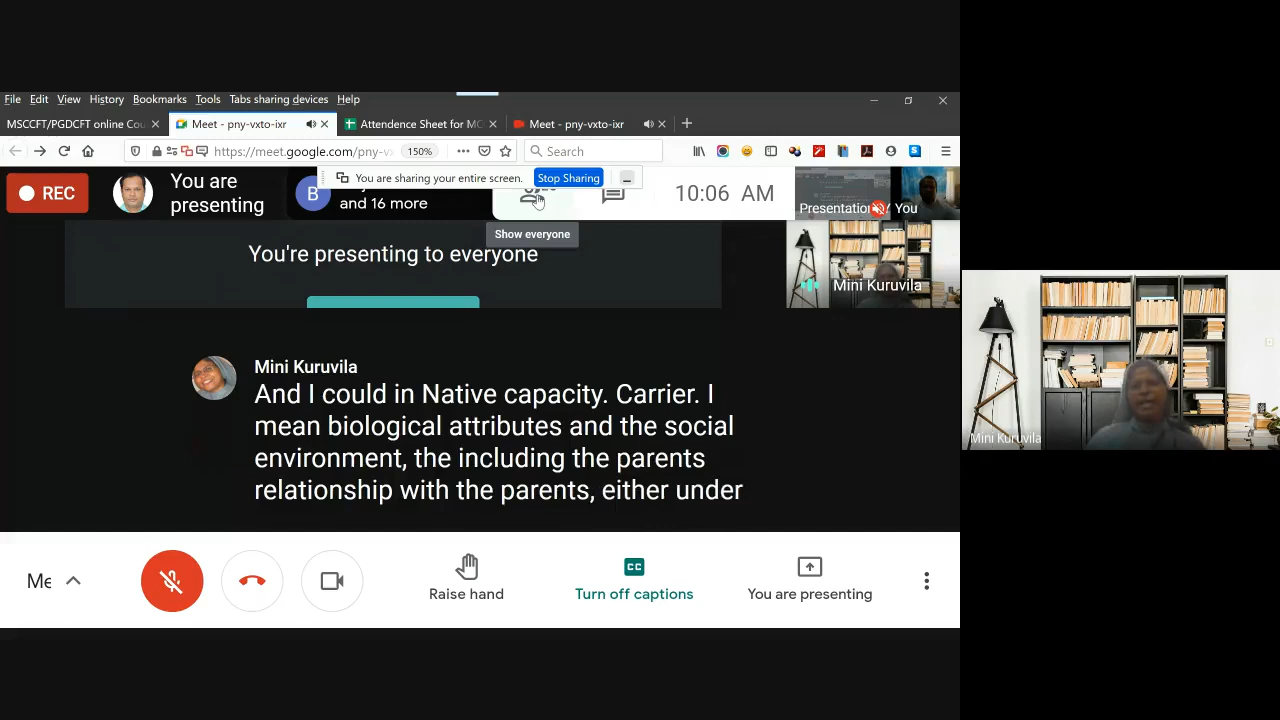 File Edit View History Bookmarks Tools Tabs sharing devices Help
MSCCFT/PGDCFT online Cou
Meet - pny-vxto-ixr
Attendence Sheet for MC
Meet - pny-vxto-ixr
https://meet.google.com/pny-v
150%
Search
You are sharing your entire screen. Stop Sharing
REC
You are
presenting
B
and 16 more
10:06 AM
Presentation
You
Show everyone
You're presenting to everyone
Mini Kuruvila
Mini Kuruvila
And I could in Native capacity. Carrier. I
mean biological attributes and the social
environment, the including the parents
relationship with the parents, either under
Mini Kuruvila
Me
Raise hand
CC
Turn off captions
You are presenting